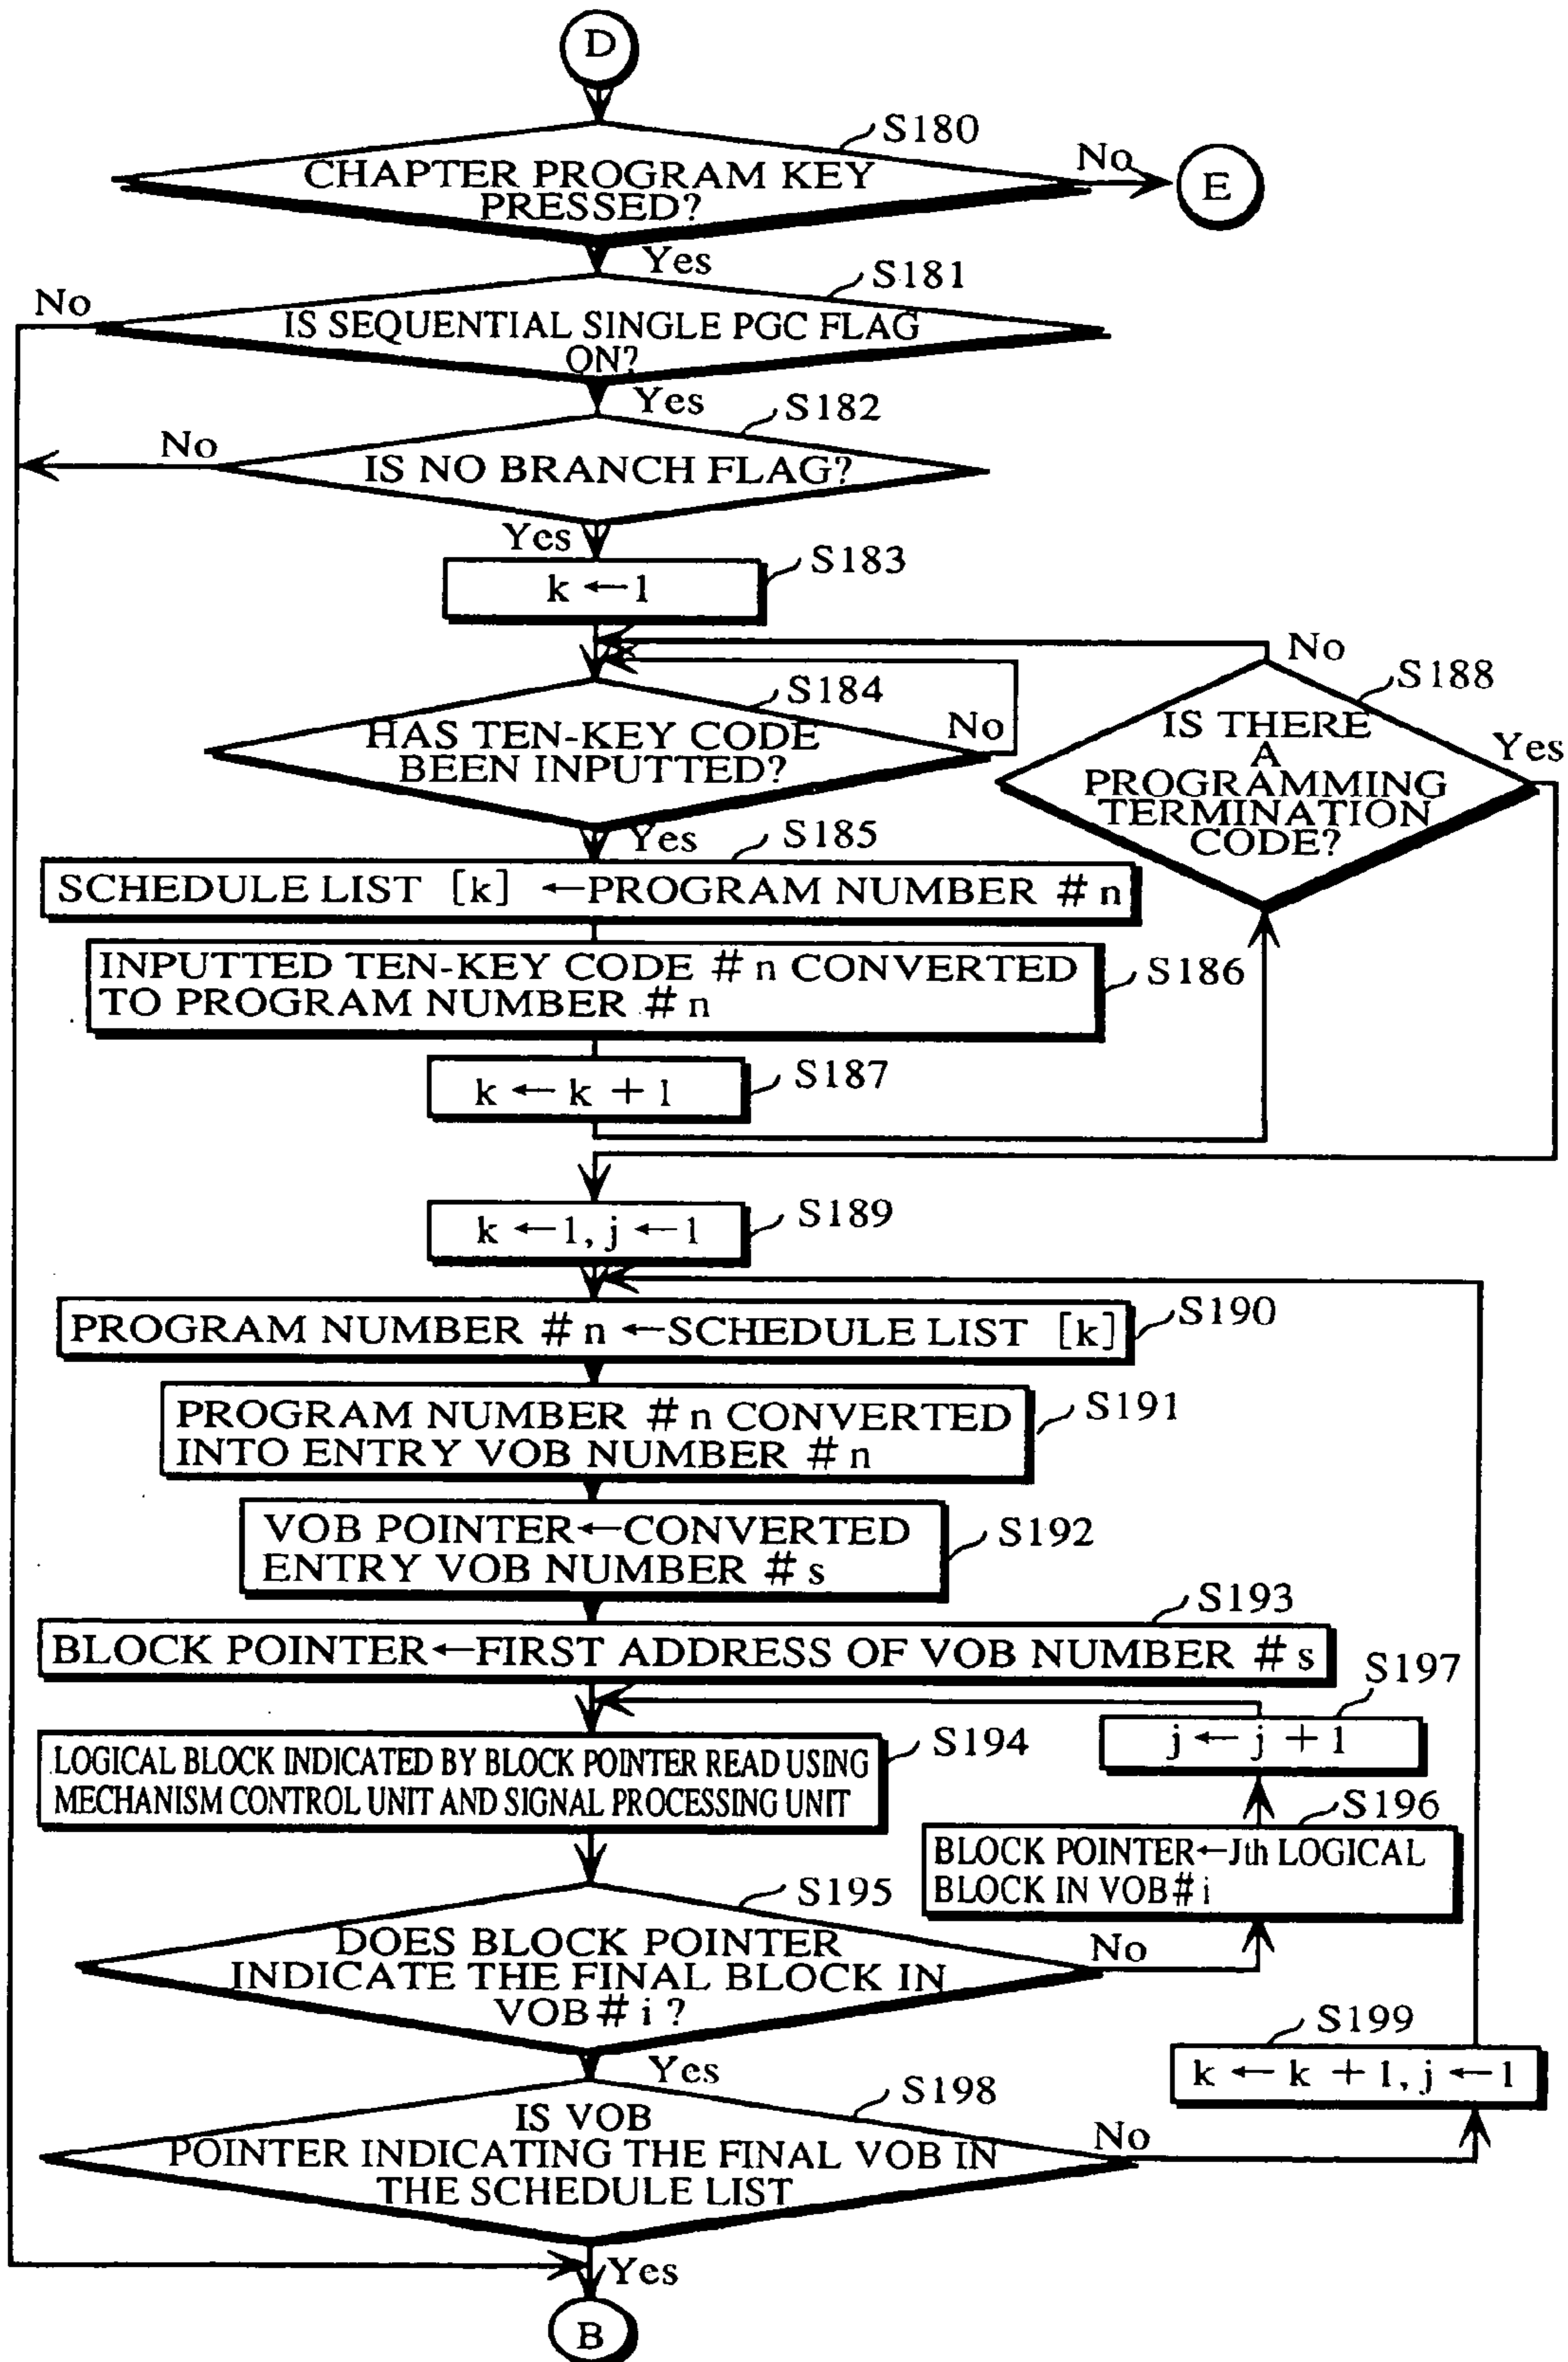 D
S180
CHAPTER PROGRAM KEY
PRESSED?
No
E
Yes
S181
No
IS SEQUENTIAL SINGLE PGC FLAG
ON?
Yes
S182
No
IS NO BRANCH FLAG?
Yes
S183
k ←1
No
S188
S184
IS THERE
A
PROGRAMMING
TERMINATION
CODE?
Yes
HAS TEN-KEY CODE
BEEN INPUTTED?
No
Yes
S185
SCHEDULE LIST [k] ←PROGRAM NUMBER #n
INPUTTED TEN-KEY CODE #n CONVERTED
TO PROGRAM NUMBER #n
S186
k ← k + 1
S187
k ←1, j ←1
S189
PROGRAM NUMBER #n ←SCHEDULE LIST [k]
S190
PROGRAM NUMBER #n CONVERTED
INTO ENTRY VOB NUMBER #n
S191
VOB POINTER←CONVERTED
ENTRY VOB NUMBER #s
S192
S193
BLOCK POINTER←FIRST ADDRESS OF VOB NUMBER #s
S197
j ← j + 1
LOGICAL BLOCK INDICATED BY BLOCK POINTER READ USING
MECHANISM CONTROL UNIT AND SIGNAL PROCESSING UNIT
S194
S196
BLOCK POINTER←Jth LOGICAL
BLOCK IN VOB#i
S195
DOES BLOCK POINTER
INDICATE THE FINAL BLOCK IN
VOB#i ?
No
Yes
S199
k ← k + 1, j ←1
S198
IS VOB
POINTER INDICATING THE FINAL VOB IN
THE SCHEDULE LIST
No
Yes
B